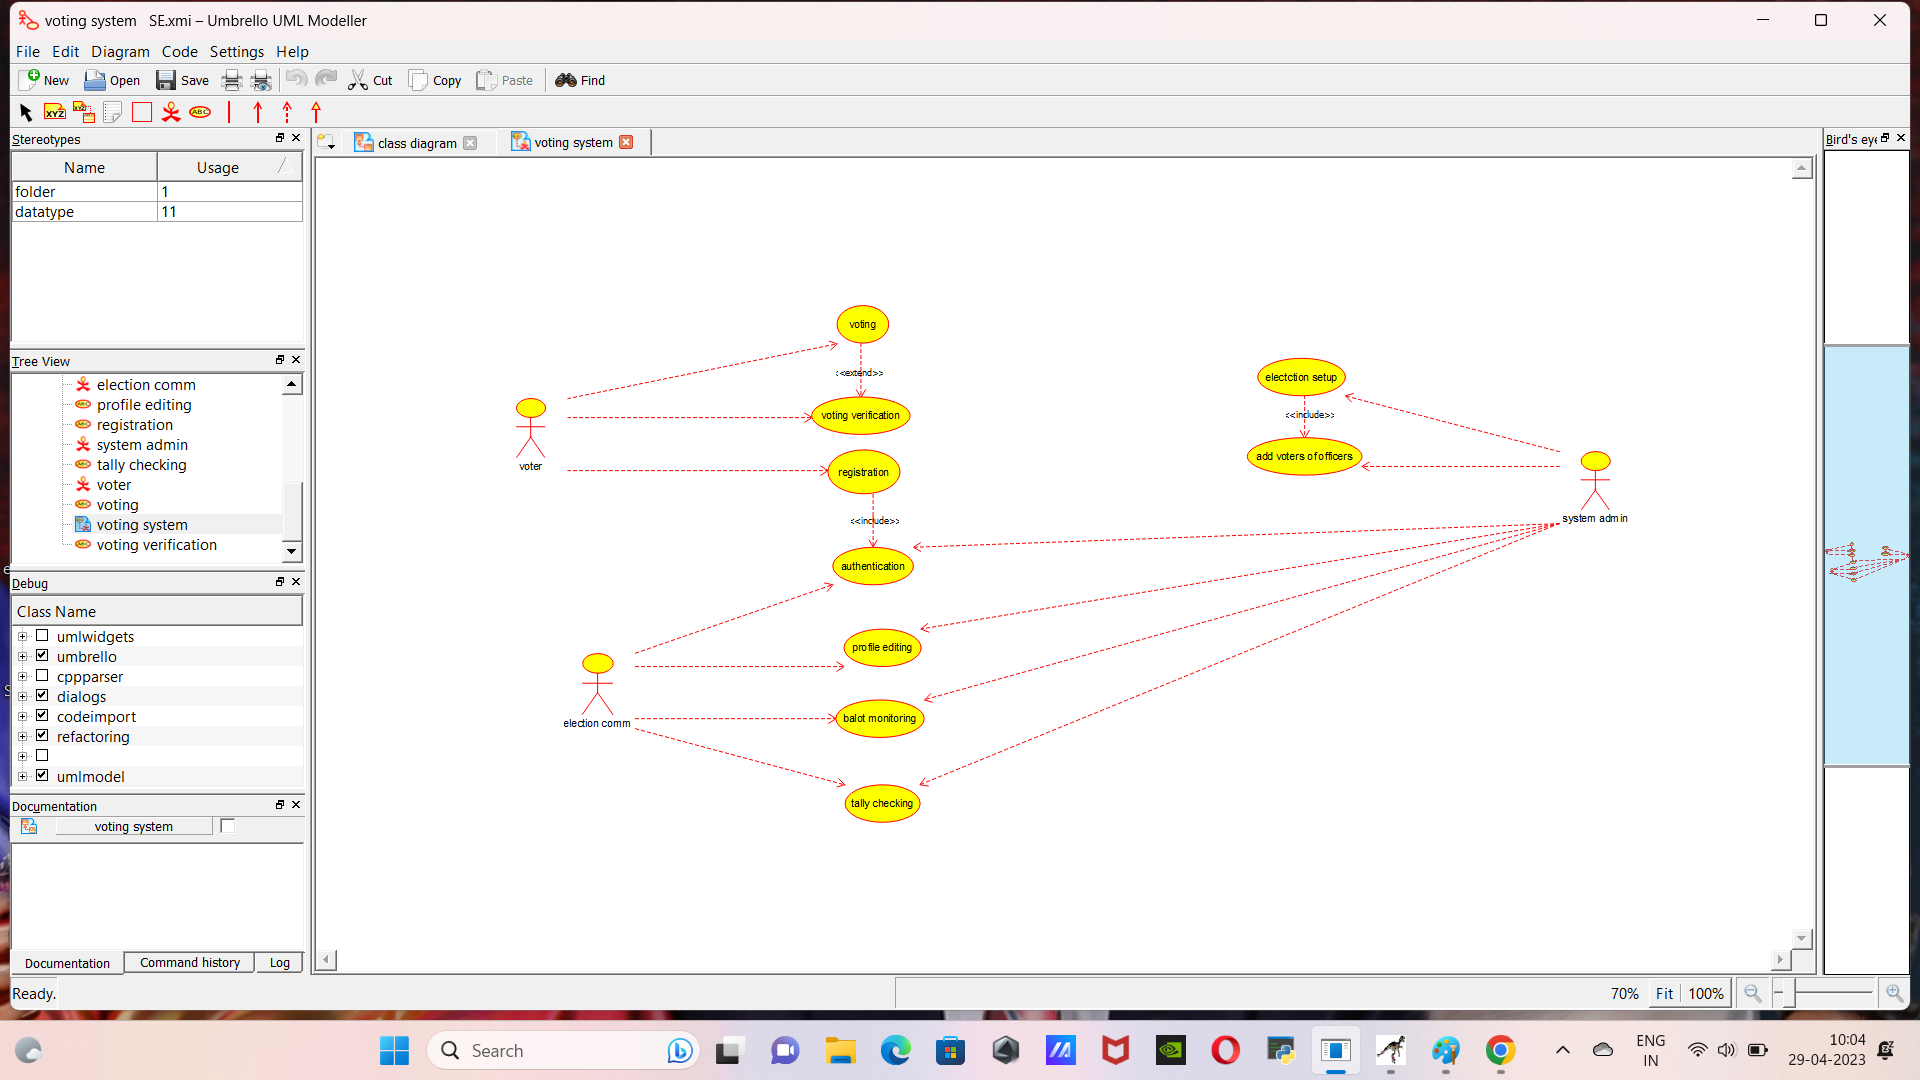 voting system   SE.xmi – Umbrello UML Modeller
File Edit Diagram Code Settings Help
New Open Save Cut Copy Paste Find
XYZ XYZ ABC
Stereotypes
Name Usage
folder 1
datatype 11
Tree View
election comm
profile editing
registration
system admin
tally checking
voter
voting
voting system
voting verification
Debug
Class Name
umlwidgets
umbrello
cppparser
dialogs
codeimport
refactoring
umlmodel
Documentation
voting system
Documentation Command history Log
Ready.
class diagram
voting system
voting
<<extend>>
voting verification
voter
registration
<<include>>
authentication
profile editing
election comm
balot monitoring
tally checking
electction setup
<<include>>
add voters of officers
system admin
Bird's eye
70% Fit 100%
Search
ENG
IN
10:04
29-04-2023